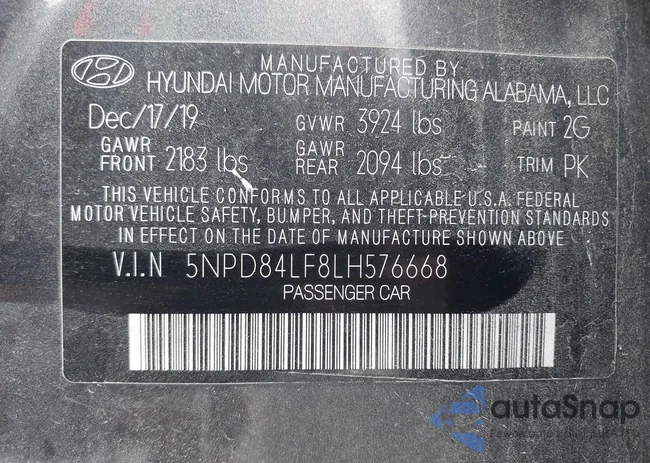 MANUFACTURED BY
HYUNDAI MOTOR MANUFACTURING ALABAMA, LLC
Dec/17/19 GVWR 3924 lbs PAINT 2G
GAWR FRONT 2183 lbs GAWR REAR 2094 lbs TRIM PK
THIS VEHICLE CONFORMS TO ALL APPLICABLE U.S.A. FEDERAL
MOTOR VEHICLE SAFETY, BUMPER, AND THEFT-PREVENTION STANDARDS
IN EFFECT ON THE DATE OF MANUFACTURE SHOWN ABOVE
V.I.N 5NPD84LF8LH576668
PASSENGER CAR
autoSnap